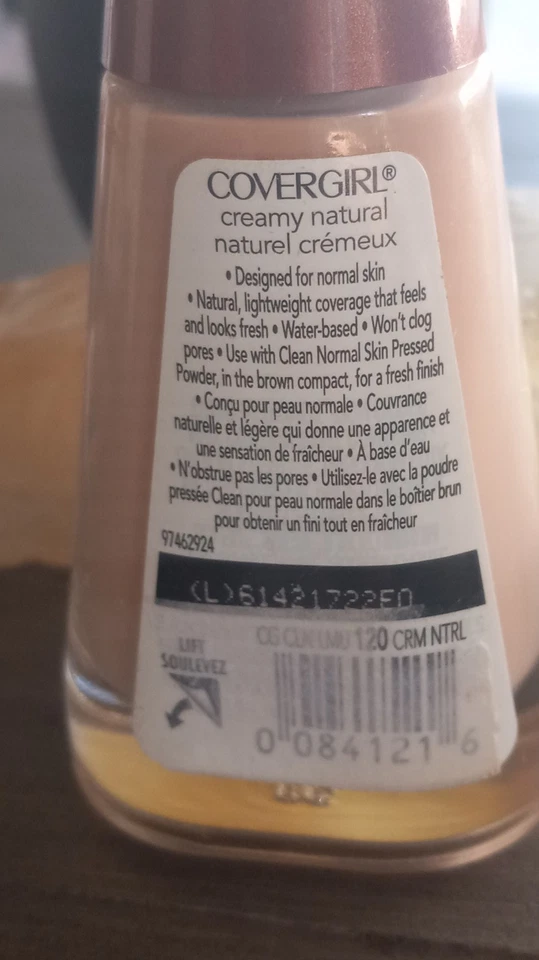 COVERGIRL®
creamy natural
naturel crémeux
• Designed for normal skin
• Natural, lightweight coverage that feels
and looks fresh • Water-based • Won't clog
pores • Use with Clean Normal Skin Pressed
Powder, in the brown compact, for a fresh finish
• Conçu pour peau normale • Couvrance
naturelle et légère qui donne une apparence et
une sensation de fraîcheur • À base d'eau
• N'obstrue pas les pores • Utilisez-le avec la poudre
pressée Clean pour peau normale dans le boîtier brun
pour obtenir un fini tout en fraîcheur
97462924
(L)61421722
CG CLN LMU 120 CRM NTRL
LIFT
SOULEVEZ
0 084121 6